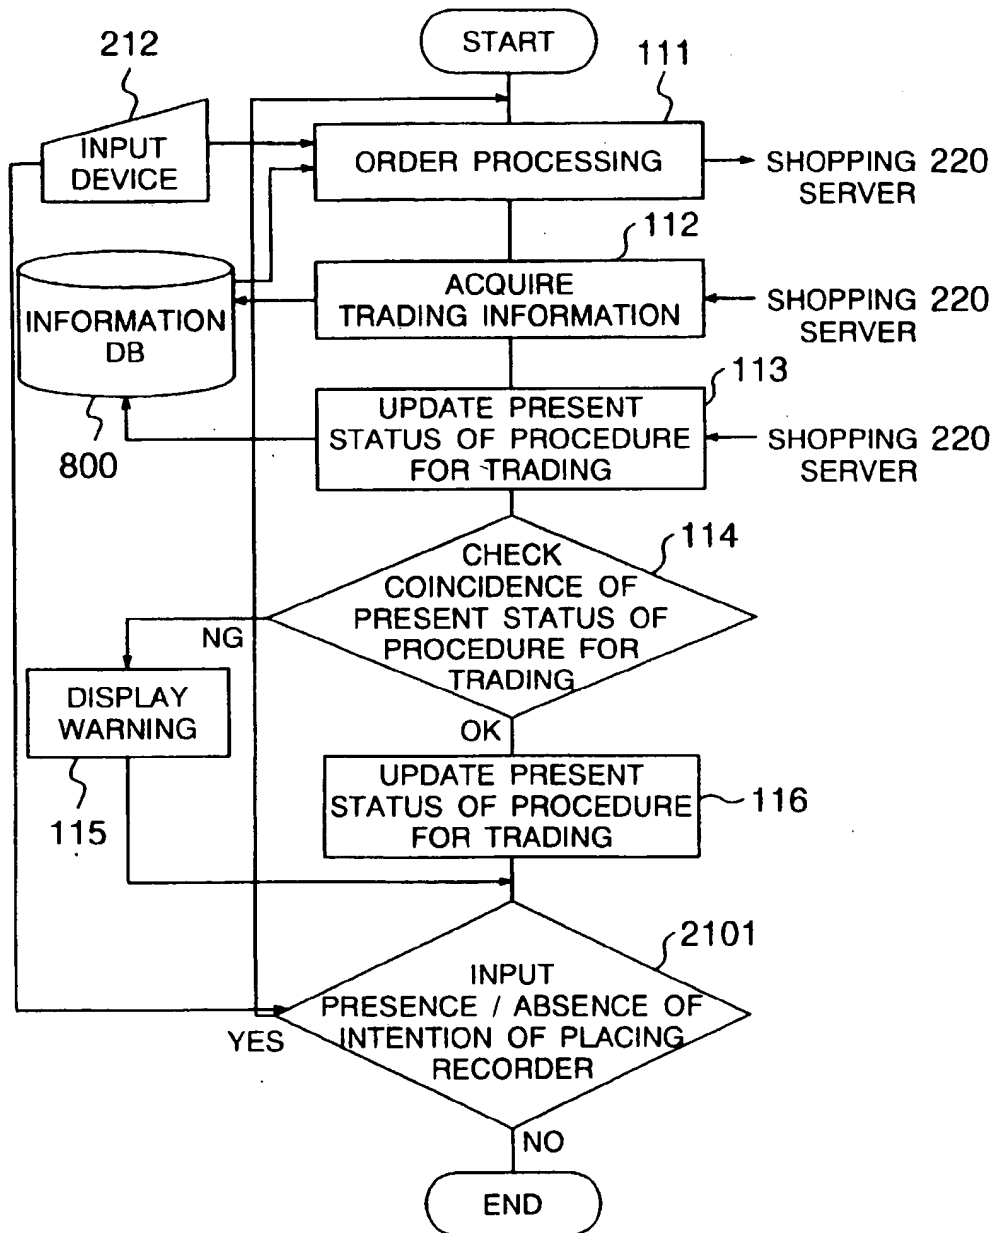 START
212
111
INPUT
DEVICE
ORDER PROCESSING
SHOPPING 220
SERVER
112
INFORMATION
DB
ACQUIRE
TRADING INFORMATION
SHOPPING 220
SERVER
113
800
UPDATE PRESENT
STATUS OF PROCEDURE
FOR TRADING
SHOPPING 220
SERVER
114
CHECK
COINCIDENCE OF
PRESENT STATUS OF
PROCEDURE FOR
TRADING
NG
DISPLAY
WARNING
115
OK
UPDATE PRESENT
STATUS OF PROCEDURE
FOR TRADING
116
2101
INPUT
PRESENCE / ABSENCE OF
INTENTION OF PLACING
RECORDER
YES
NO
END